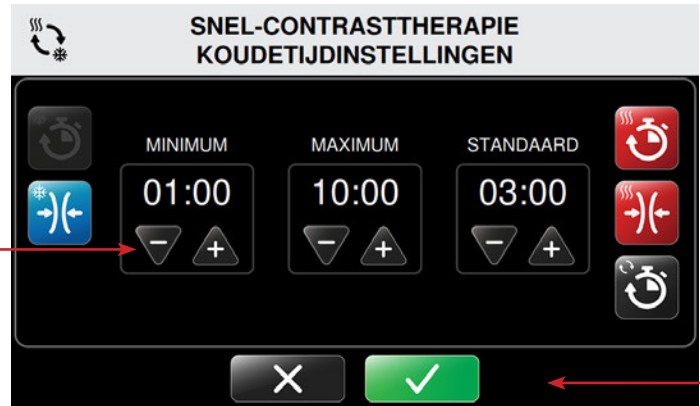 SNEL-CONTRASTTHERAPIE
KOUDETIJDINSTELLINGEN
MINIMUM MAXIMUM STANDAARD
01:00 10:00 03:00
- + - + - +